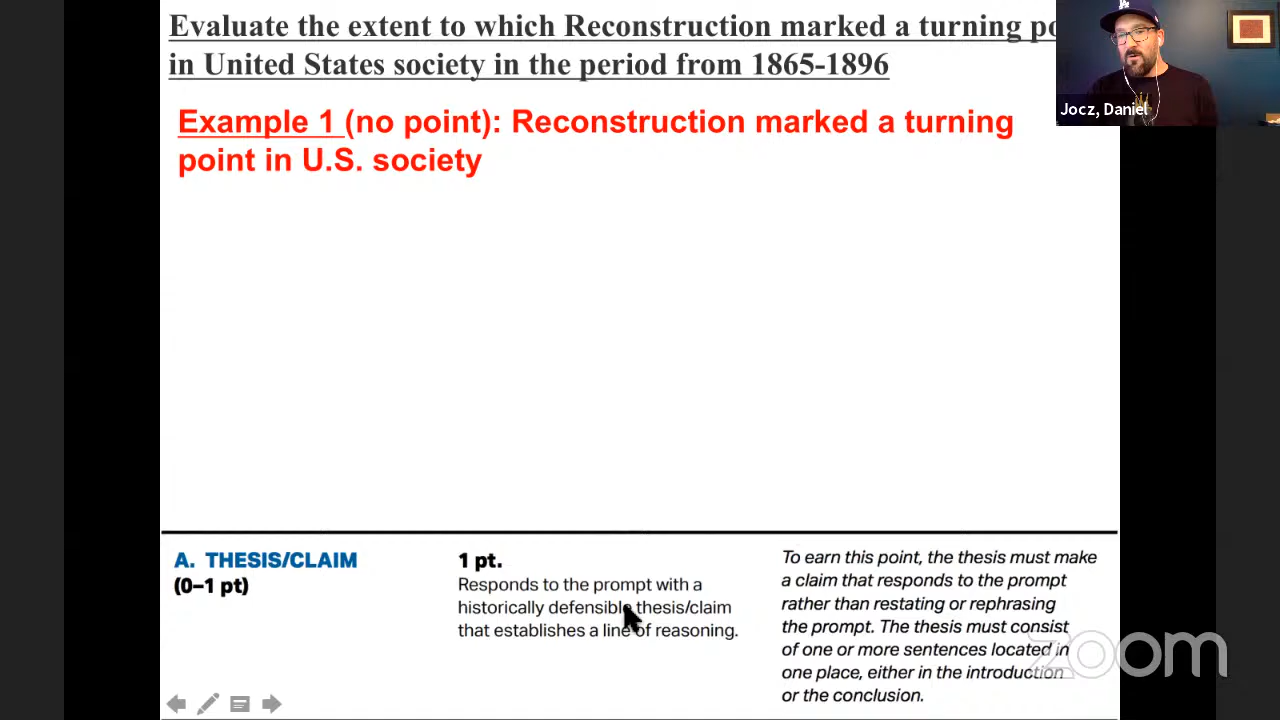 Evaluate the extent to which Reconstruction marked a turning
in United States society in the period from 1865-1896
Jocz, Daniel
Example 1 (no point): Reconstruction marked a turning
point in U.S. society
A. THESIS/CLAIM
(0–1 pt)
1 pt.
Responds to the prompt with a
historically defensible thesis/claim
that establishes a line of reasoning.
To earn this point, the thesis must make
a claim that responds to the prompt
rather than restating or rephrasing
the prompt. The thesis must consist
of one or more sentences located in
one place, either in the introduction
or the conclusion.
zoom